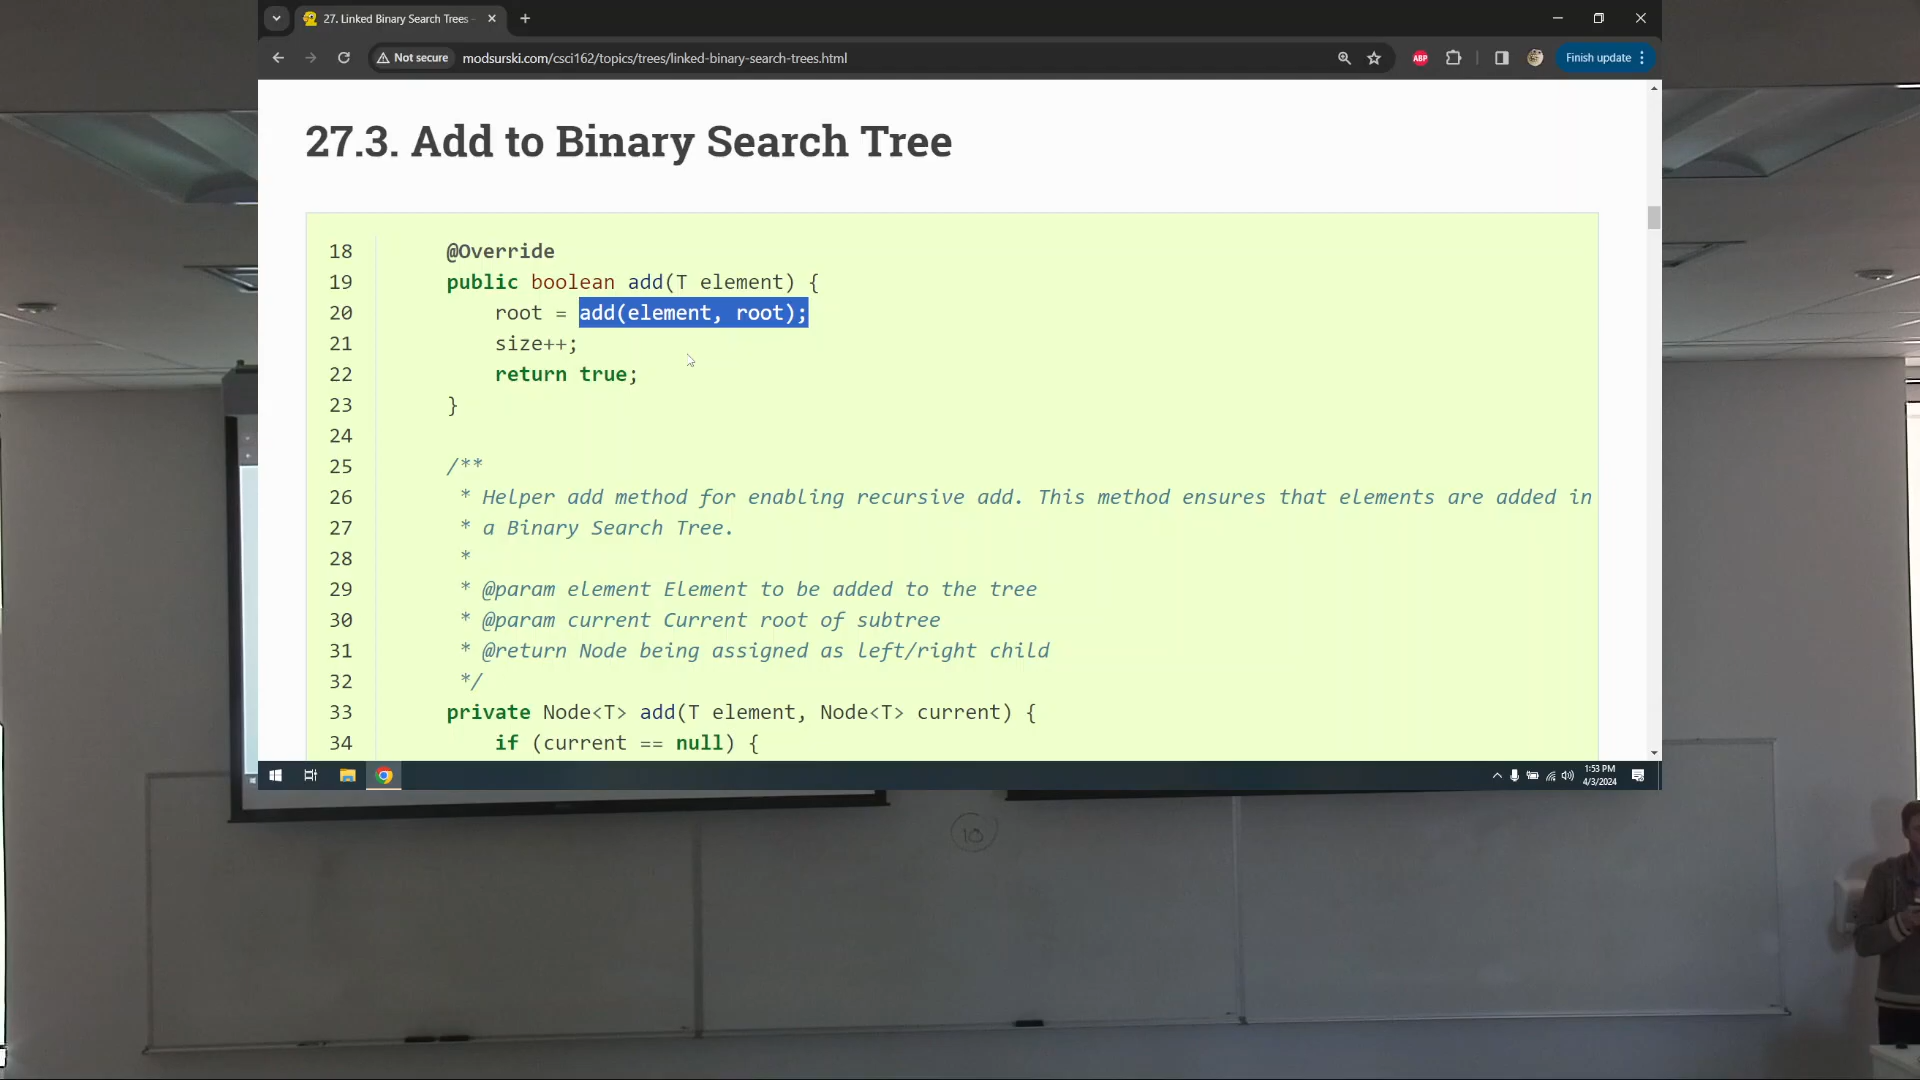 27. Linked Binary Search Trees -
Not secure
modsurski.com/csci162/topics/trees/linked-binary-search-trees.html
ABP
Finish update
27.3. Add to Binary Search Tree
18 @Override
19 public boolean add(T element) {
20 root = add(element, root);
21 size++;
22 return true;
23 }
24
25 /**
26 * Helper add method for enabling recursive add. This method ensures that elements are added in
27 * a Binary Search Tree.
28 *
29 * @param element Element to be added to the tree
30 * @param current Current root of subtree
31 * @return Node being assigned as left/right child
32 */
33 private Node<T> add(T element, Node<T> current) {
34 if (current == null) {
1:53 PM
4/3/2024
10